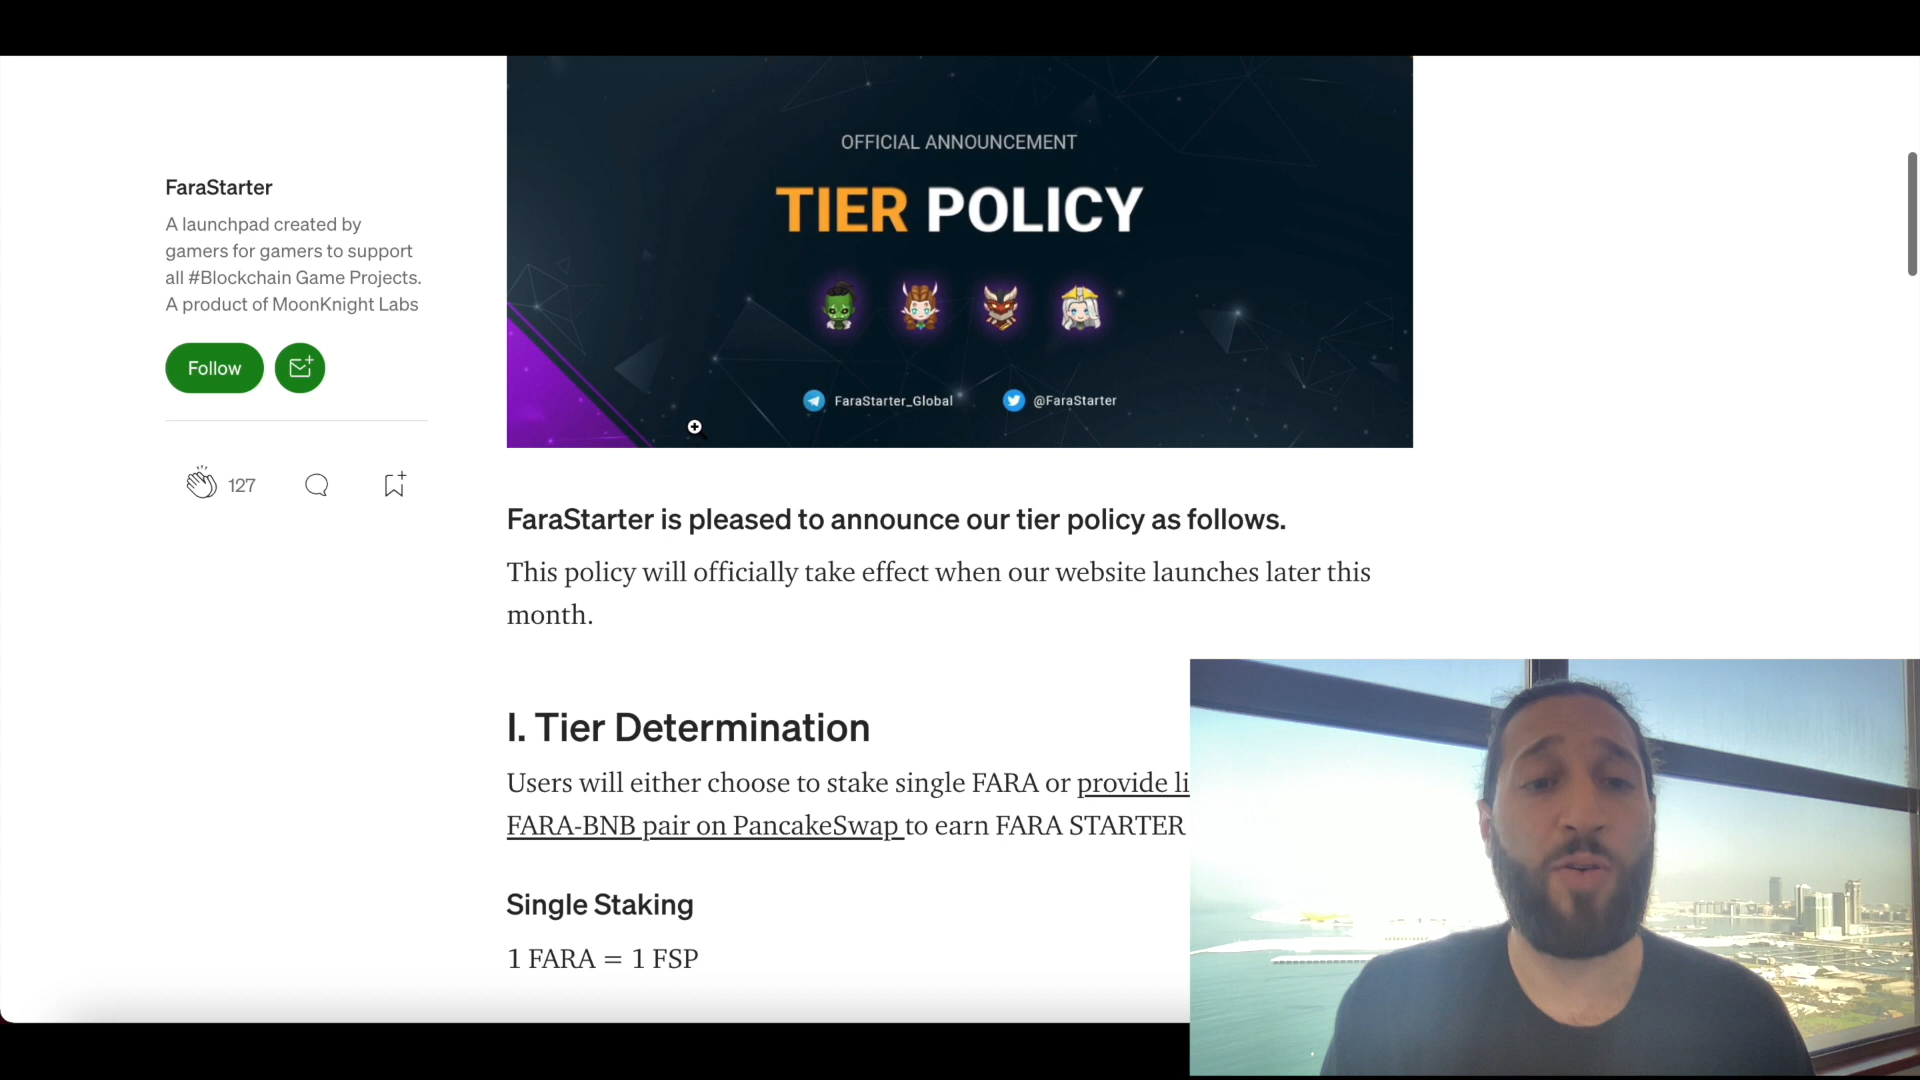 OFFICIAL ANNOUNCEMENT
TIER POLICY
FaraStarter_Global @FaraStarter
FaraStarter
A launchpad created by
gamers for gamers to support
all #Blockchain Game Projects.
A product of MoonKnight Labs
Follow
127
FaraStarter is pleased to announce our tier policy as follows.
This policy will officially take effect when our website launches later this
month.
I. Tier Determination
Users will either choose to stake single FARA or provide li
FARA-BNB pair on PancakeSwap to earn FARA STARTER
Single Staking
1 FARA = 1 FSP